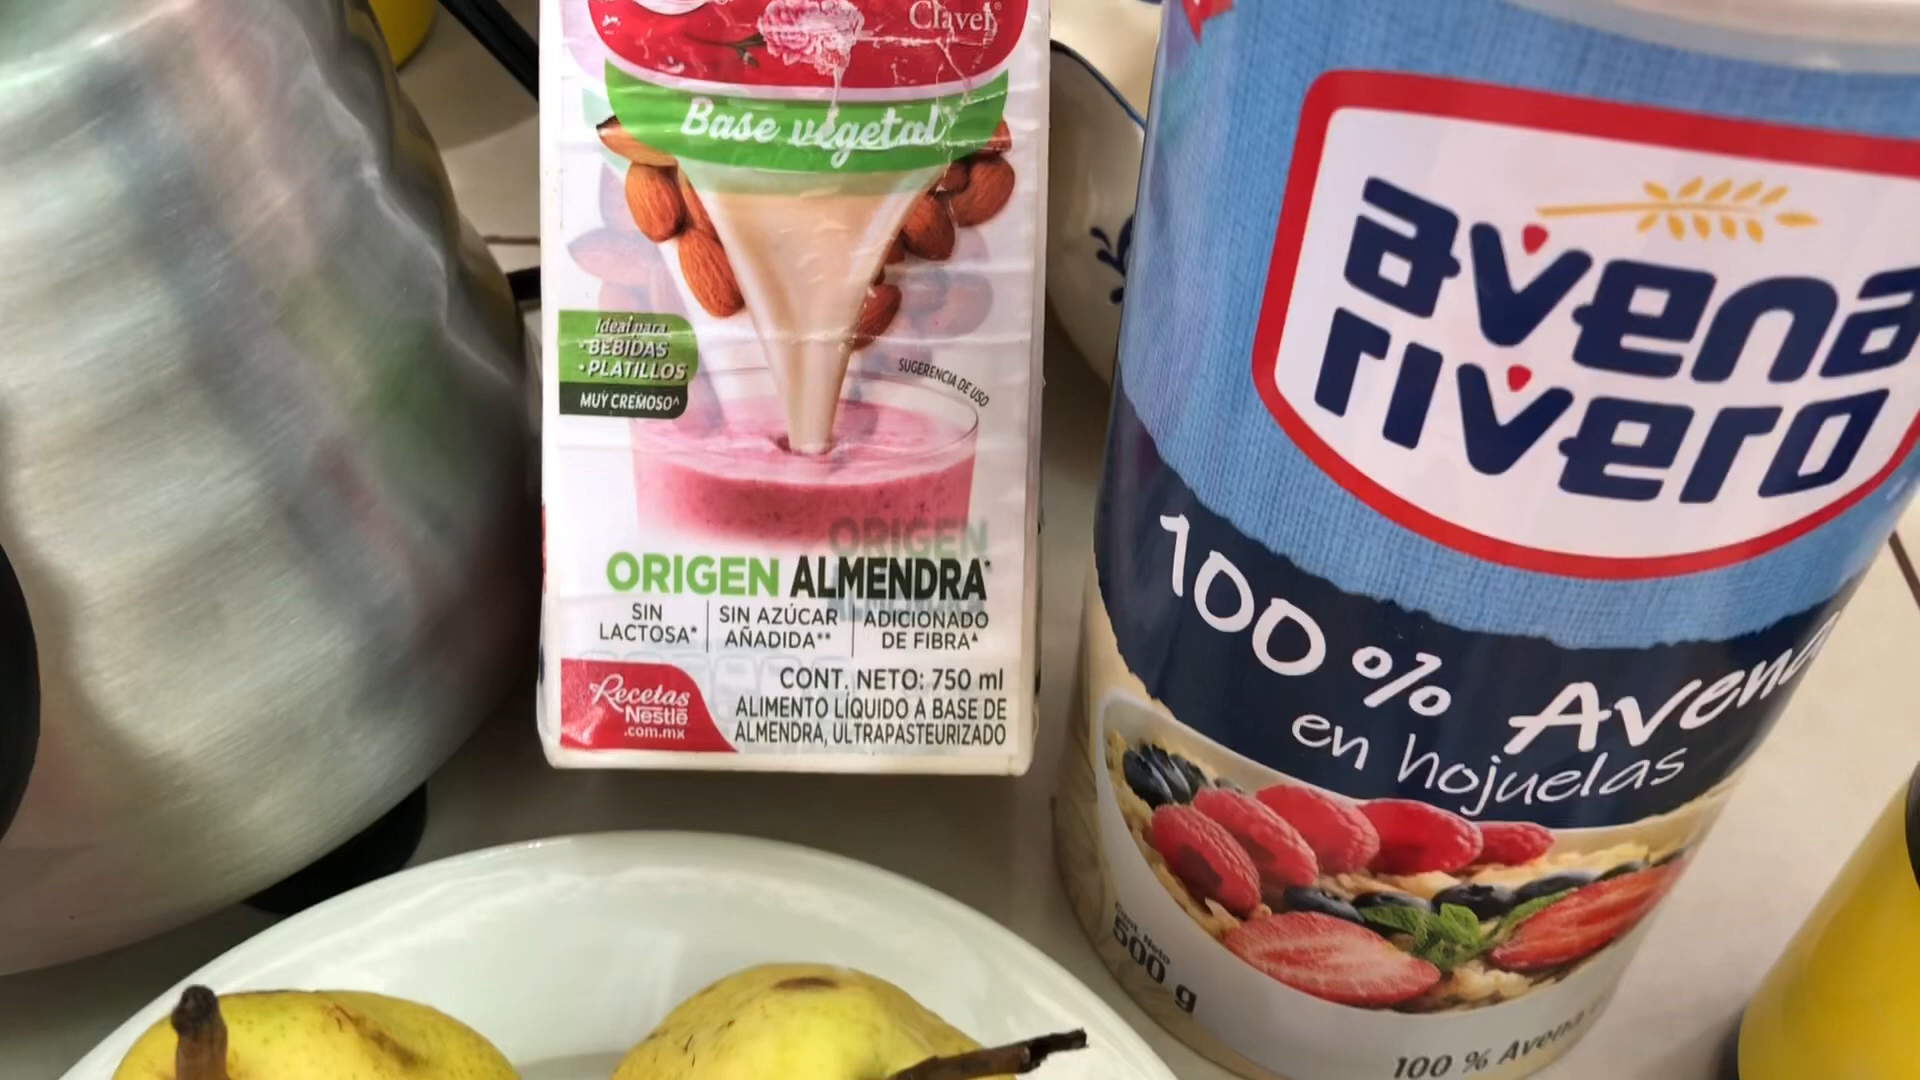 Clavel
Base vegetal
Ideal para
•BEBIDAS
•PLATILLOS
MUY CREMOSO^
SUGERENCIA DE USO
ORIGEN ALMENDRA*
SIN LACTOSA*
SIN AZÚCAR AÑADIDA**
ADICIONADO DE FIBRA^
Recetas
Nestlé
.com.mx
CONT. NETO: 750 ml
ALIMENTO LÍQUIDO A BASE DE
ALMENDRA, ULTRAPASTEURIZADO
avena
rivero
100 % Avena
en hojuelas
Cont. Neto
500 g
100 % Avena